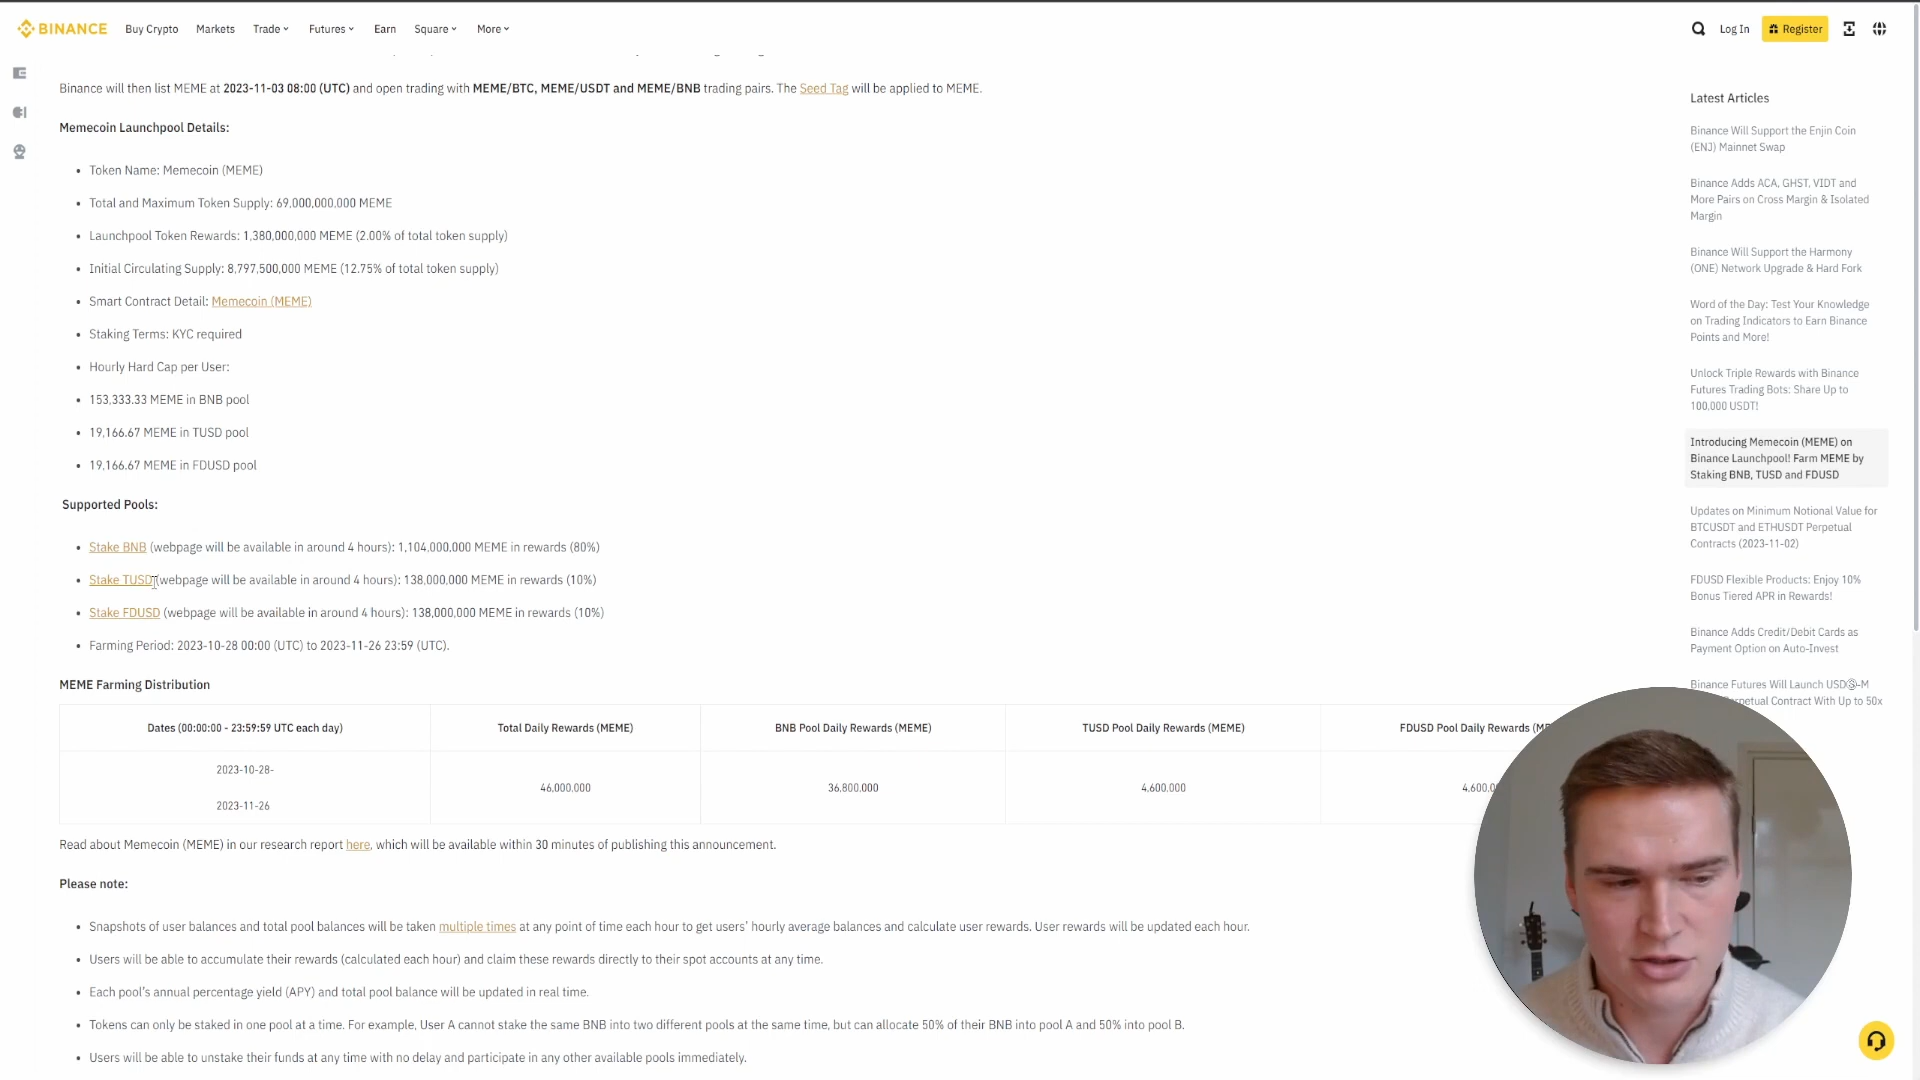 BINANCE
Buy Crypto
Markets
Trade
Futures
Earn
Square
More
Log In
Register
Binance will then list MEME at 2023-11-03 08:00 (UTC) and open trading with MEME/BTC, MEME/USDT and MEME/BNB trading pairs. The Seed Tag will be applied to MEME.
Memecoin Launchpool Details:
• Token Name: Memecoin (MEME)
• Total and Maximum Token Supply: 69,000,000,000 MEME
• Launchpool Token Rewards: 1,380,000,000 MEME (2.00% of total token supply)
• Initial Circulating Supply: 8,797,500,000 MEME (12.75% of total token supply)
• Smart Contract Detail: Memecoin (MEME)
• Staking Terms: KYC required
• Hourly Hard Cap per User:
• 153,333.33 MEME in BNB pool
• 19,166.67 MEME in TUSD pool
• 19,166.67 MEME in FDUSD pool
Supported Pools:
• Stake BNB (webpage will be available in around 4 hours): 1,104,000,000 MEME in rewards (80%)
• Stake TUSD (webpage will be available in around 4 hours): 138,000,000 MEME in rewards (10%)
• Stake FDUSD (webpage will be available in around 4 hours): 138,000,000 MEME in rewards (10%)
• Farming Period: 2023-10-28 00:00 (UTC) to 2023-11-26 23:59 (UTC).
MEME Farming Distribution
Dates (00:00:00 - 23:59:59 UTC each day)
Total Daily Rewards (MEME)
BNB Pool Daily Rewards (MEME)
TUSD Pool Daily Rewards (MEME)
FDUSD Pool Daily Rewards
2023-10-28-
2023-11-26
46,000,000
36,800,000
4,600,000
Read about Memecoin (MEME) in our research report here, which will be available within 30 minutes of publishing this announcement.
Please note:
• Snapshots of user balances and total pool balances will be taken multiple times at any point of time each hour to get users' hourly average balances and calculate user rewards. User rewards will be updated each hour.
• Users will be able to accumulate their rewards (calculated each hour) and claim these rewards directly to their spot accounts at any time.
• Each pool's annual percentage yield (APY) and total pool balance will be updated in real time.
• Tokens can only be staked in one pool at a time. For example, User A cannot stake the same BNB into two different pools at the same time, but can allocate 50% of their BNB into pool A and 50% into pool B.
• Users will be able to unstake their funds at any time with no delay and participate in any other available pools immediately.
Latest Articles
Binance Will Support the Enjin Coin
(ENJ) Mainnet Swap
Binance Adds ACA, GHST, VIDT and
More Pairs on Cross Margin & Isolated
Margin
Binance Will Support the Harmony
(ONE) Network Upgrade & Hard Fork
Word of the Day: Test Your Knowledge
on Trading Indicators to Earn Binance
Points and More!
Unlock Triple Rewards with Binance
Futures Trading Bots: Share Up to
100,000 USDT!
Introducing Memecoin (MEME) on
Binance Launchpool! Farm MEME by
Staking BNB, TUSD and FDUSD
Updates on Minimum Notional Value for
BTCUSDT and ETHUSDT Perpetual
Contracts (2023-11-02)
FDUSD Flexible Products: Enjoy 10%
Bonus Tiered APR in Rewards!
Binance Adds Credit/Debit Cards as
Payment Option on Auto-Invest
Binance Futures Will Launch USDⓈ-M
Contract With Up to 50x